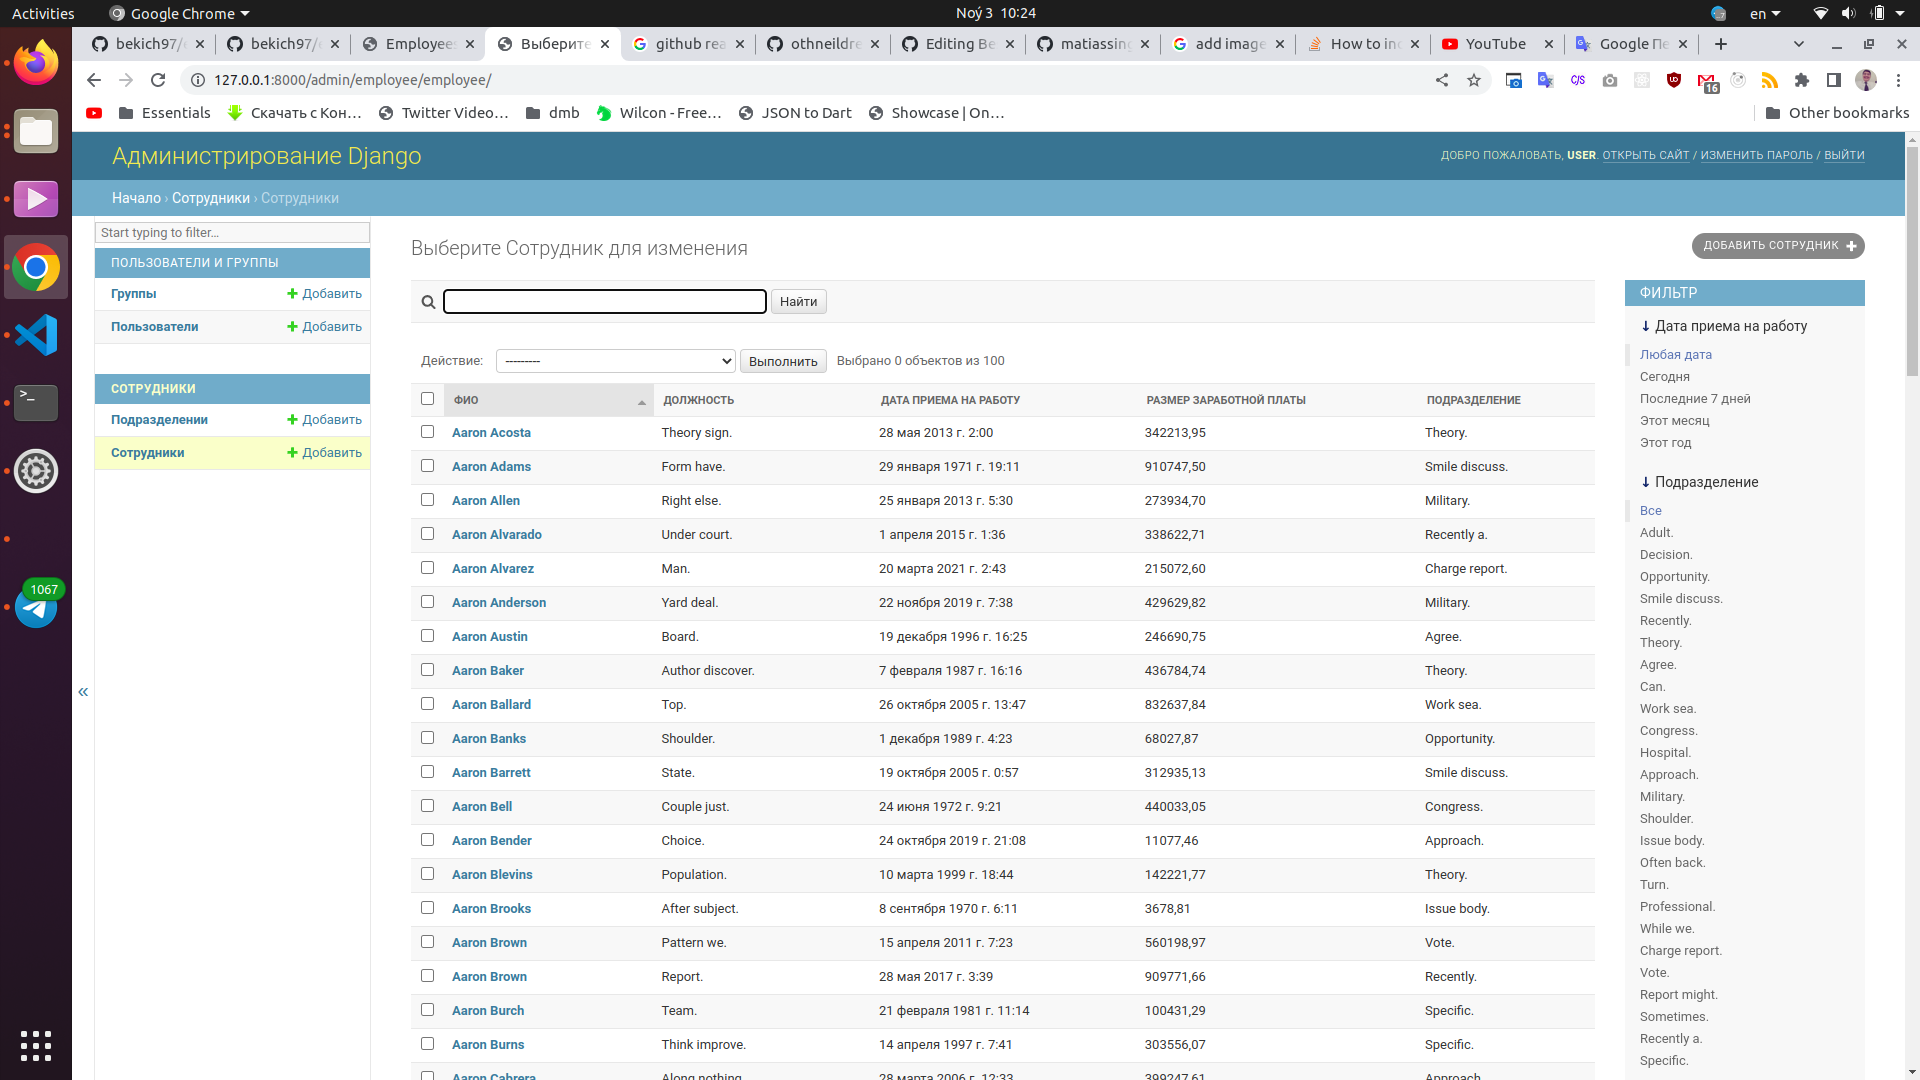 Activities
Google Chrome
Noý 3 10:24
en
bekich97/
bekich97/
Employee
Выберите
github rea
othneildre
Editing Be
matiassing
add image
How to in
YouTube
Google Пе
127.0.0.1:8000/admin/employee/employee/
16
Essentials
Скачать с Кон…
Twitter Video…
dmb
Wilcon - Free…
JSON to Dart
Showcase | On…
Other bookmarks
Администрирование Django
ДОБРО ПОЖАЛОВАТЬ, USER. ОТКРЫТЬ САЙТ / ИЗМЕНИТЬ ПАРОЛЬ / ВЫЙТИ
Начало › Сотрудники › Сотрудники
Start typing to filter…
ПОЛЬЗОВАТЕЛИ И ГРУППЫ
Группы + Добавить
Пользователи + Добавить
СОТРУДНИКИ
Подразделении + Добавить
Сотрудники + Добавить
«
1067
>_
Выберите Сотрудник для изменения
ДОБАВИТЬ СОТРУДНИК +
Найти
Действие: --------- Выполнить Выбрано 0 объектов из 100
ФИО ДОЛЖНОСТЬ ДАТА ПРИЕМА НА РАБОТУ РАЗМЕР ЗАРАБОТНОЙ ПЛАТЫ ПОДРАЗДЕЛЕНИЕ
Aaron Acosta Theory sign. 28 мая 2013 г. 2:00 342213,95 Theory.
Aaron Adams Form have. 29 января 1971 г. 19:11 910747,50 Smile discuss.
Aaron Allen Right else. 25 января 2013 г. 5:30 273934,70 Military.
Aaron Alvarado Under court. 1 апреля 2015 г. 1:36 338622,71 Recently a.
Aaron Alvarez Man. 20 марта 2021 г. 2:43 215072,60 Charge report.
Aaron Anderson Yard deal. 22 ноября 2019 г. 7:38 429629,82 Military.
Aaron Austin Board. 19 декабря 1996 г. 16:25 246690,75 Agree.
Aaron Baker Author discover. 7 февраля 1987 г. 16:16 436784,74 Theory.
Aaron Ballard Top. 26 октября 2005 г. 13:47 832637,84 Work sea.
Aaron Banks Shoulder. 1 декабря 1989 г. 4:23 68027,87 Opportunity.
Aaron Barrett State. 19 октября 2005 г. 0:57 312935,13 Smile discuss.
Aaron Bell Couple just. 24 июня 1972 г. 9:21 440033,05 Congress.
Aaron Bender Choice. 24 октября 2019 г. 21:08 11077,46 Approach.
Aaron Blevins Population. 10 марта 1999 г. 18:44 142221,77 Theory.
Aaron Brooks After subject. 8 сентября 1970 г. 6:11 3678,81 Issue body.
Aaron Brown Pattern we. 15 апреля 2011 г. 7:23 560198,97 Vote.
Aaron Brown Report. 28 мая 2017 г. 3:39 909771,66 Recently.
Aaron Burch Team. 21 февраля 1981 г. 11:14 100431,29 Specific.
Aaron Burns Think improve. 14 апреля 1997 г. 7:41 303556,07 Specific.
Aaron Cabrera Along nothing. 28 марта 2006 г. 12:33 399247,61 Approach.
ФИЛЬТР
↓ Дата приема на работу
Любая дата
Сегодня
Последние 7 дней
Этот месяц
Этот год
↓ Подразделение
Все
Adult.
Decision.
Opportunity.
Smile discuss.
Recently.
Theory.
Agree.
Can.
Work sea.
Congress.
Hospital.
Approach.
Military.
Shoulder.
Issue body.
Often back.
Turn.
Professional.
While we.
Charge report.
Vote.
Report might.
Sometimes.
Recently a.
Specific.